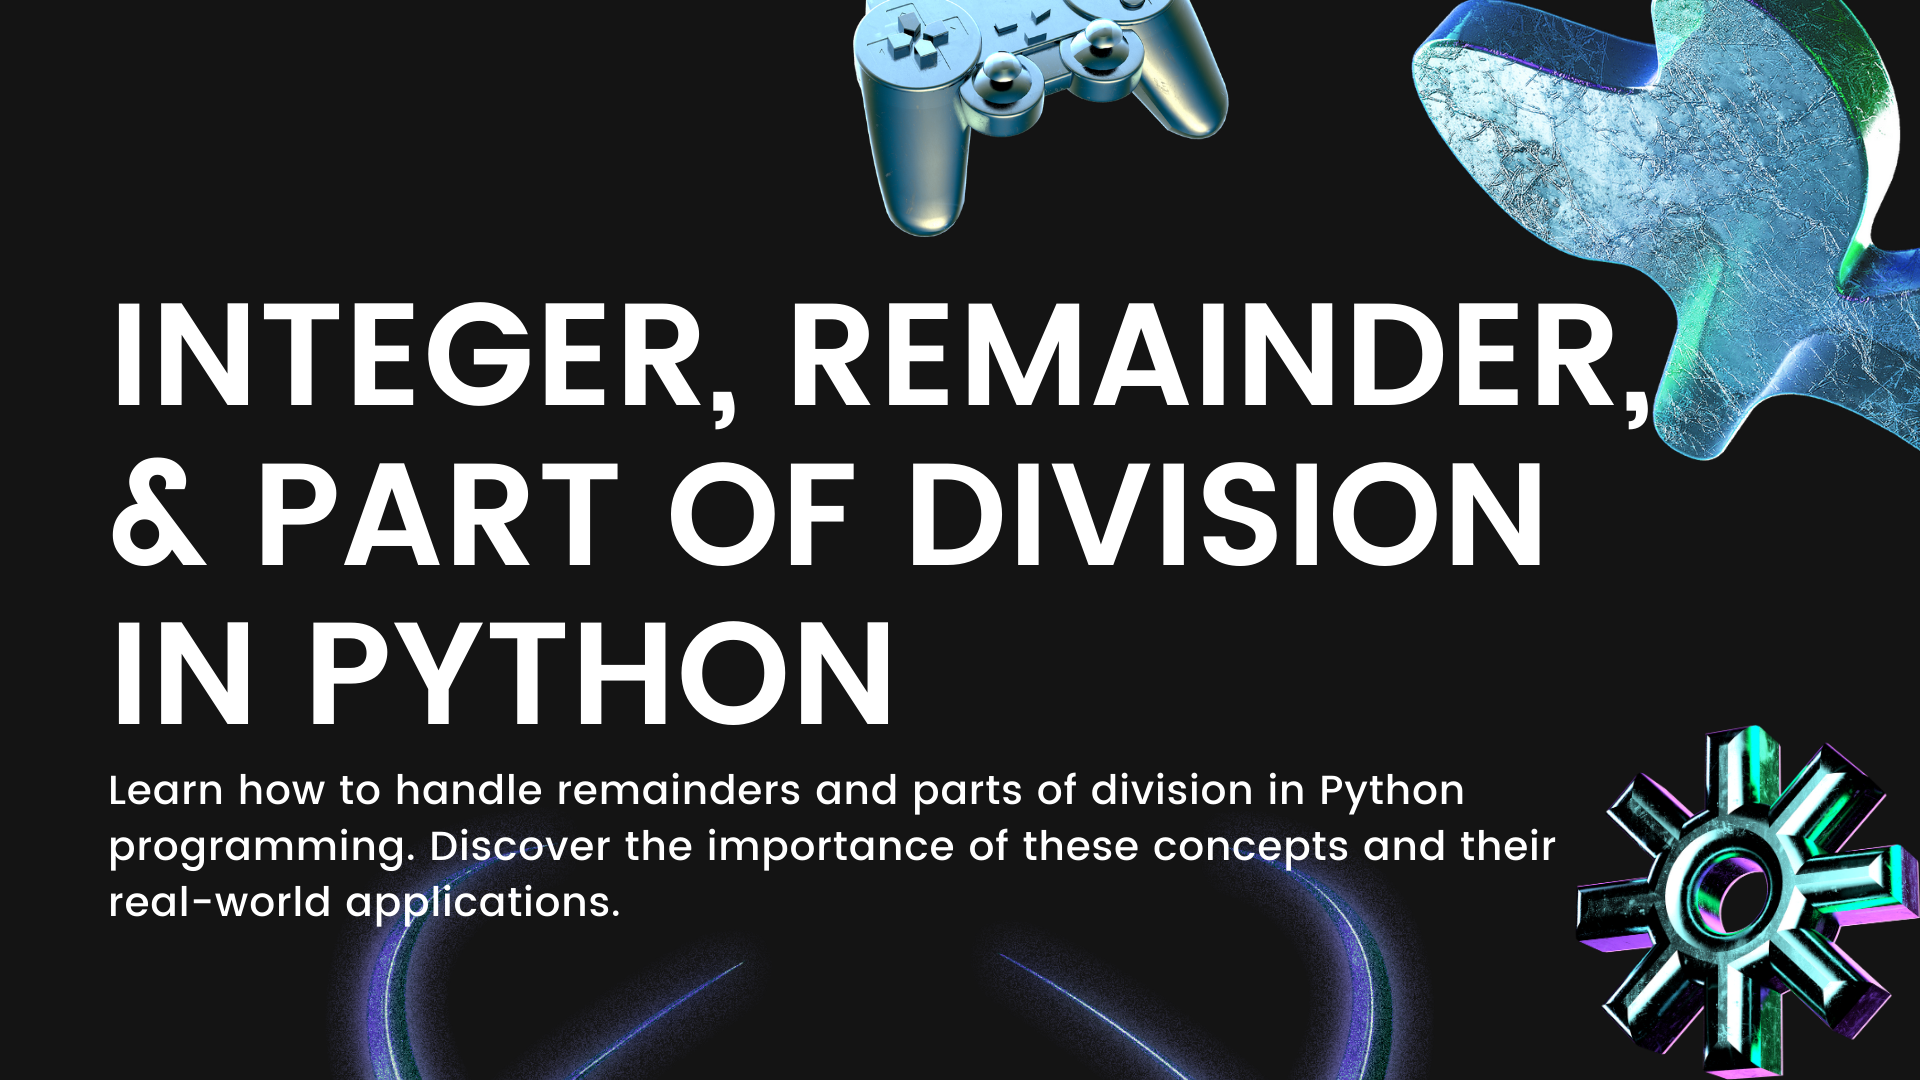 INTEGER, REMAINDER,
& PART OF DIVISION
IN PYTHON
Learn how to handle remainders and parts of division in Python
programming. Discover the importance of these concepts and their
real-world applications.